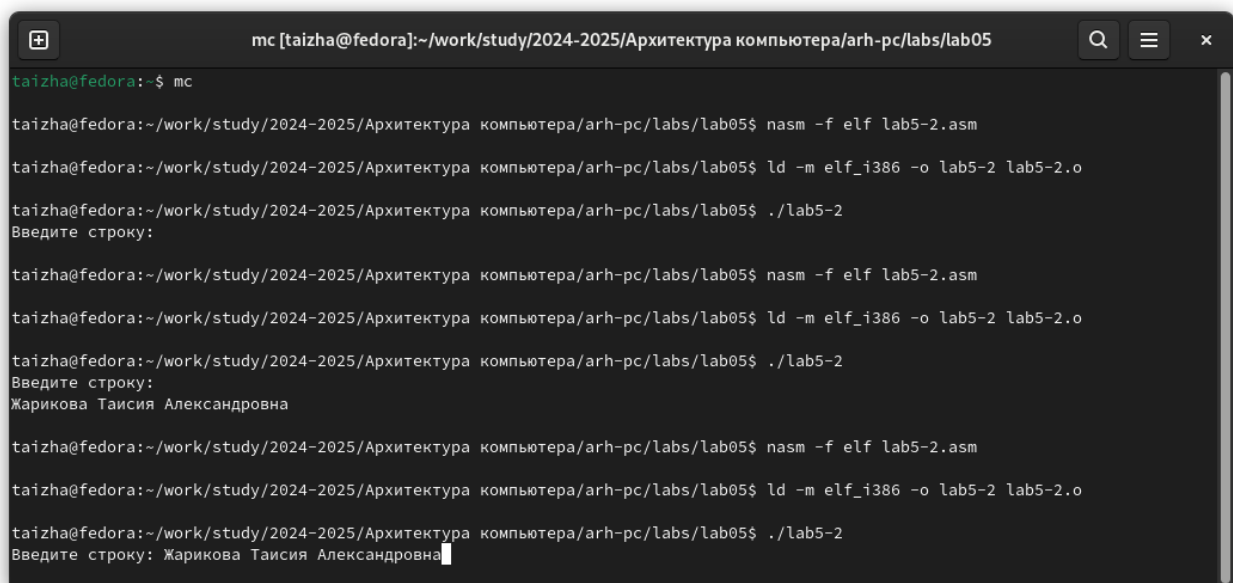 mc [taizha@fedora]:~/work/study/2024-2025/Архитектура компьютера/arh-pc/labs/lab05
taizha@fedora:~$ mc
taizha@fedora:~/work/study/2024-2025/Архитектура компьютера/arh-pc/labs/lab05$ nasm -f elf lab5-2.asm
taizha@fedora:~/work/study/2024-2025/Архитектура компьютера/arh-pc/labs/lab05$ ld -m elf_i386 -o lab5-2 lab5-2.o
taizha@fedora:~/work/study/2024-2025/Архитектура компьютера/arh-pc/labs/lab05$ ./lab5-2
Введите строку:
taizha@fedora:~/work/study/2024-2025/Архитектура компьютера/arh-pc/labs/lab05$ nasm -f elf lab5-2.asm
taizha@fedora:~/work/study/2024-2025/Архитектура компьютера/arh-pc/labs/lab05$ ld -m elf_i386 -o lab5-2 lab5-2.o
taizha@fedora:~/work/study/2024-2025/Архитектура компьютера/arh-pc/labs/lab05$ ./lab5-2
Введите строку:
Жарикова Таисия Александровна
taizha@fedora:~/work/study/2024-2025/Архитектура компьютера/arh-pc/labs/lab05$ nasm -f elf lab5-2.asm
taizha@fedora:~/work/study/2024-2025/Архитектура компьютера/arh-pc/labs/lab05$ ld -m elf_i386 -o lab5-2 lab5-2.o
taizha@fedora:~/work/study/2024-2025/Архитектура компьютера/arh-pc/labs/lab05$ ./lab5-2
Введите строку: Жарикова Таисия Александровна